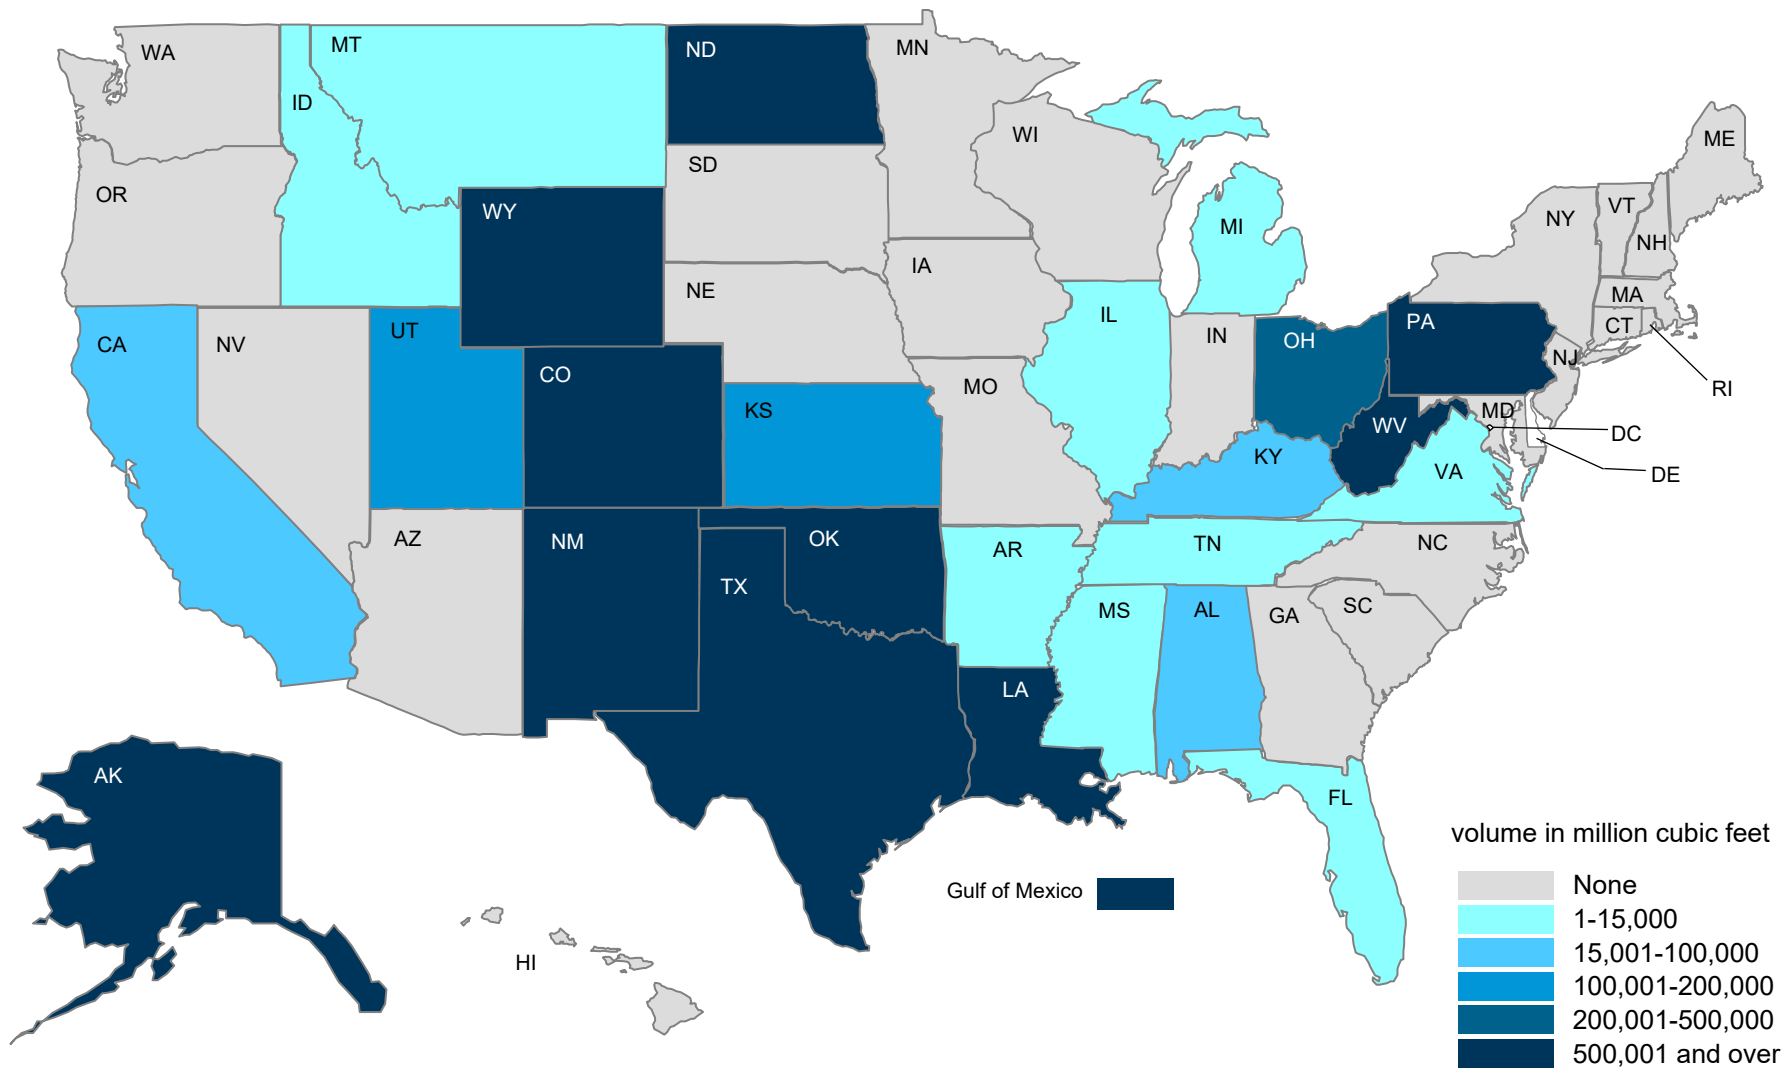 WA
MT
ND
MN
ID
WI
ME
SD
OR
WY
NY
VT
MI
NH
IA
NE
MA
IL
CT
PA
CA
NV
UT
IN
OH
NJ
CO
MO
RI
KS
MD
WV
DC
KY
VA
DE
AZ
NM
OK
AR
TN
NC
TX
MS
AL
GA
SC
LA
AK
FL
HI
Gulf of Mexico
volume in million cubic feet
None
1-15,000
15,001-100,000
100,001-200,000
200,001-500,000
500,001 and over